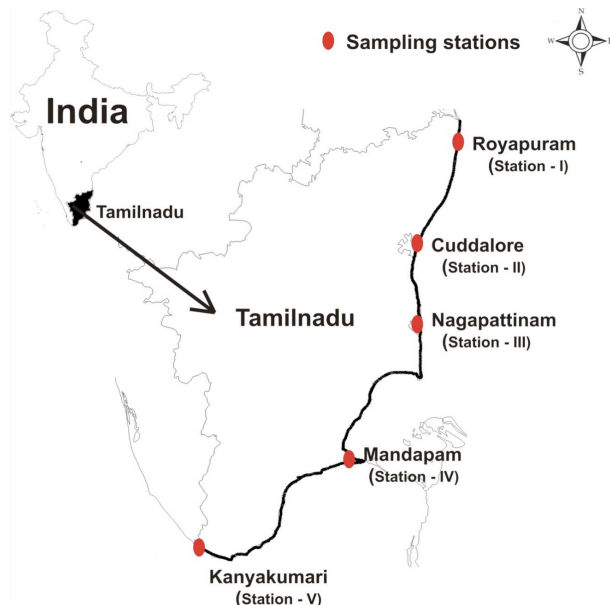 N
W E
S
Sampling stations
India
Tamilnadu
Royapuram
(Station - I)
Cuddalore
(Station - II)
Tamilnadu
Nagapattinam
(Station - III)
Mandapam
(Station - IV)
Kanyakumari
(Station - V)